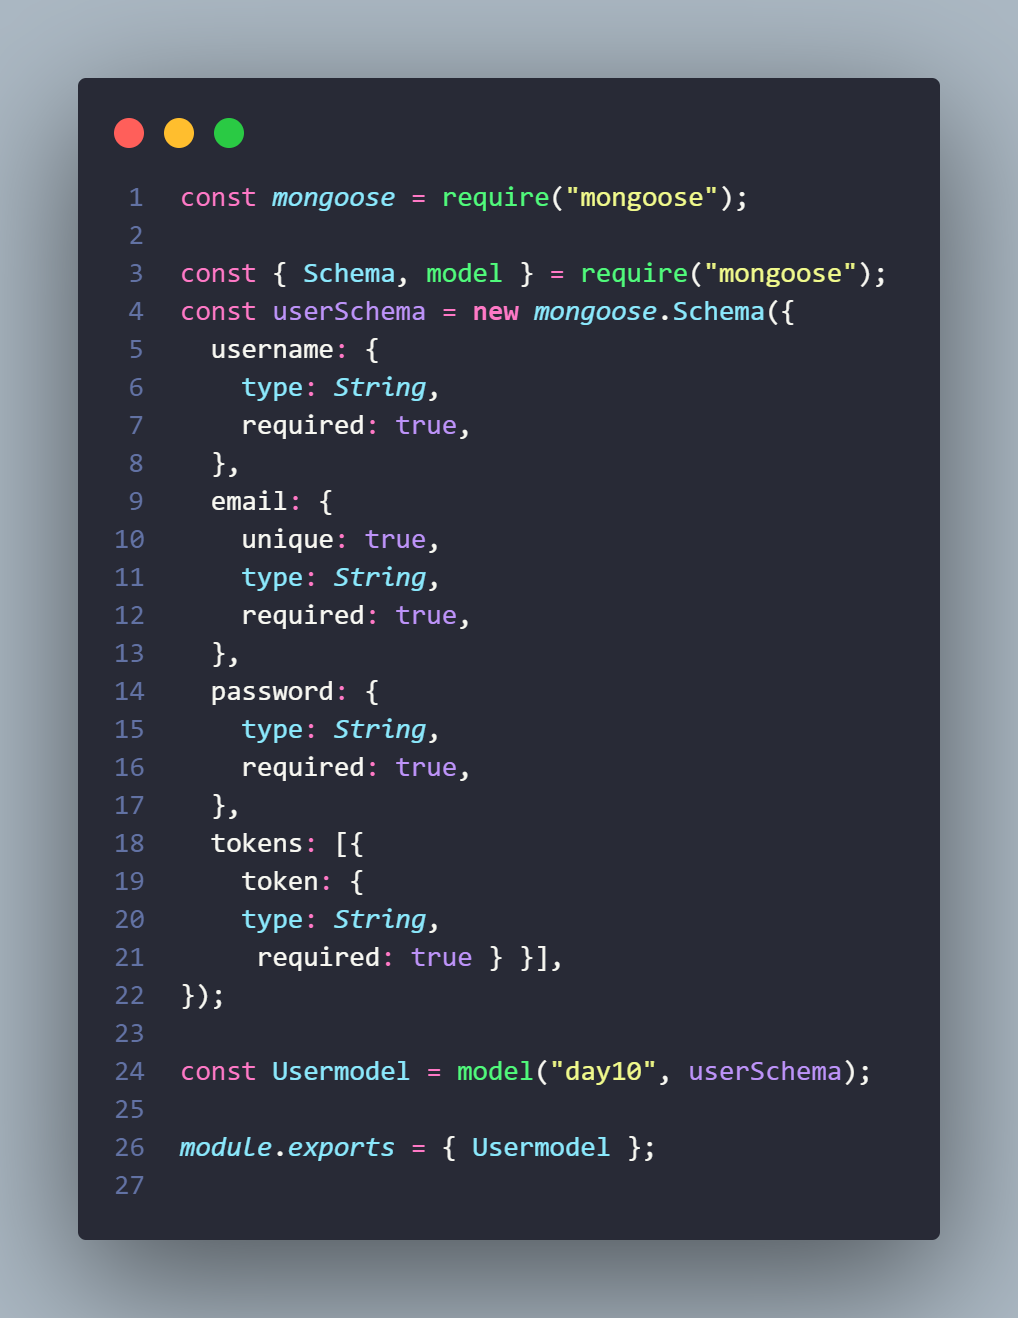 1 const mongoose = require("mongoose");
2
3 const { Schema, model } = require("mongoose");
4 const userSchema = new mongoose.Schema({
5   username: {
6     type: String,
7     required: true,
8   },
9   email: {
10     unique: true,
11     type: String,
12     required: true,
13   },
14   password: {
15     type: String,
16     required: true,
17   },
18   tokens: [{
19     token: {
20     type: String,
21      required: true } }],
22 });
23
24 const Usermodel = model("day10", userSchema);
25
26 module.exports = { Usermodel };
27